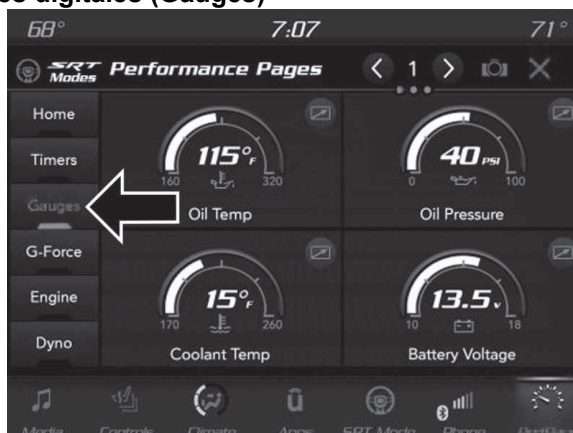 es digitales (Gauges)
68° 7:07 71°
SRT Modes Performance Pages < 1 > X
Home
Timers
Gauges
G-Force
Engine
Dyno
115°F
160 320
Oil Temp
40 PSI
0 100
Oil Pressure
15°F
170 260
Coolant Temp
13.5v
10 18
Battery Voltage
Media Controls Climate Apps SRT Mode Phone